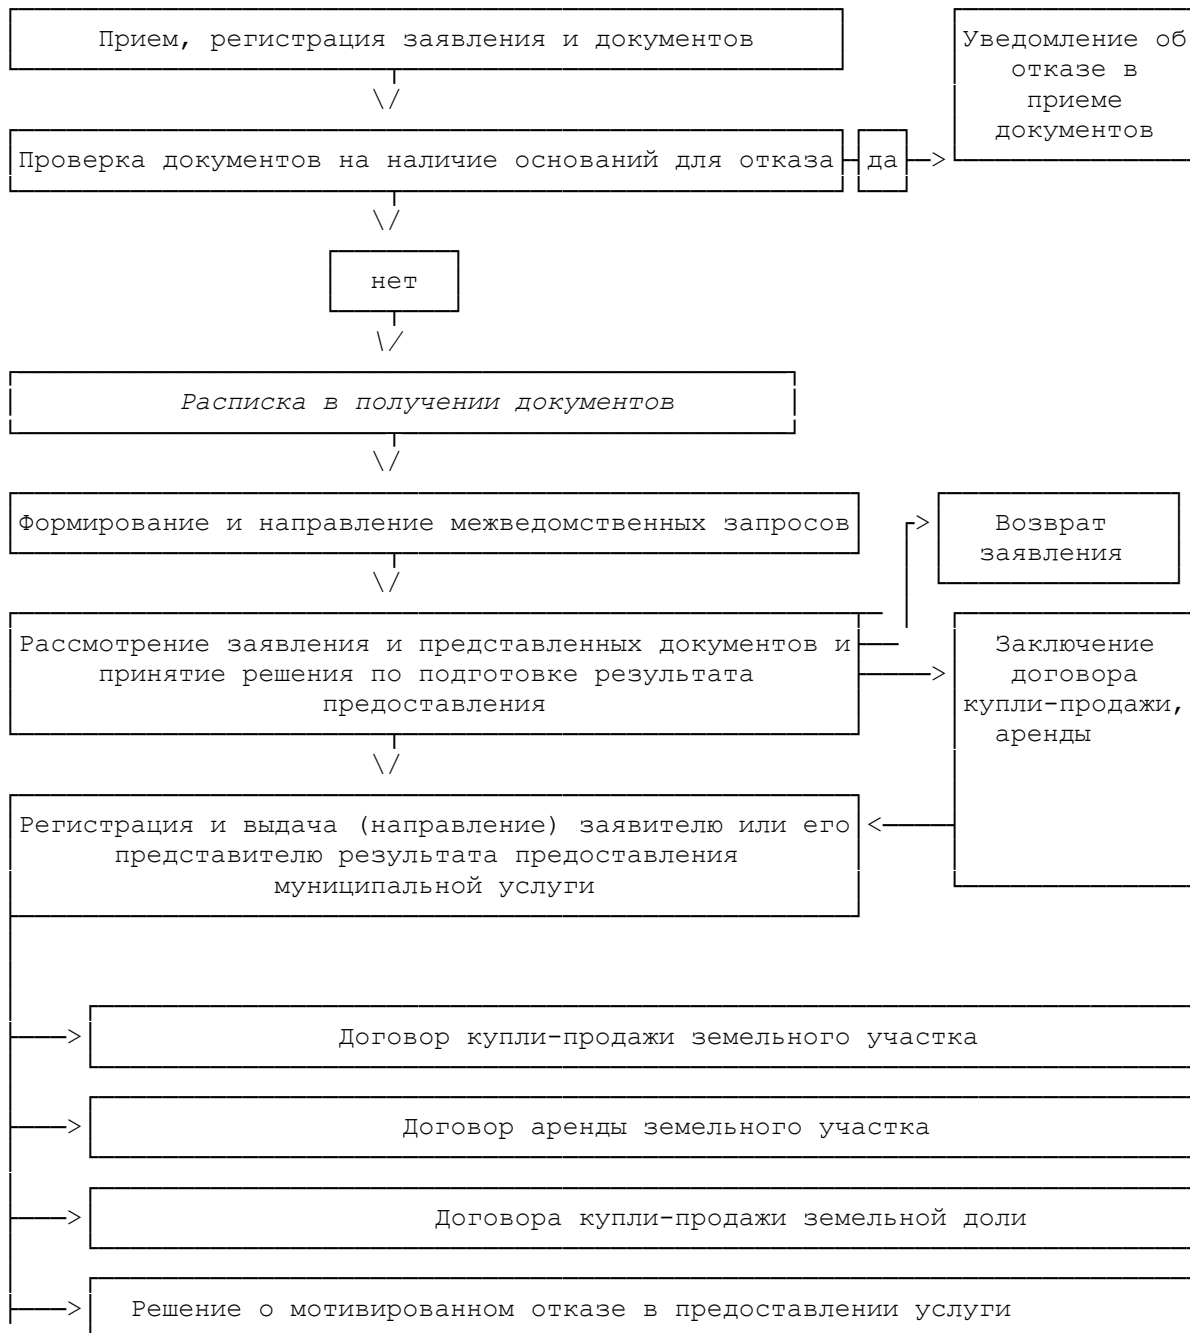 Прием, регистрация заявления и документов
Уведомление об
отказе в
приеме
документов
Проверка документов на наличие оснований для отказа
да
нет
Расписка в получении документов
Формирование и направление межведомственных запросов
Возврат
заявления
Рассмотрение заявления и представленных документов и
принятие решения по подготовке результата
предоставления
Заключение
договора
купли-продажи,
аренды
Регистрация и выдача (направление) заявителю или его
представителю результата предоставления
муниципальной услуги
Договор купли-продажи земельного участка
Договор аренды земельного участка
Договора купли-продажи земельной доли
Решение о мотивированном отказе в предоставлении услуги